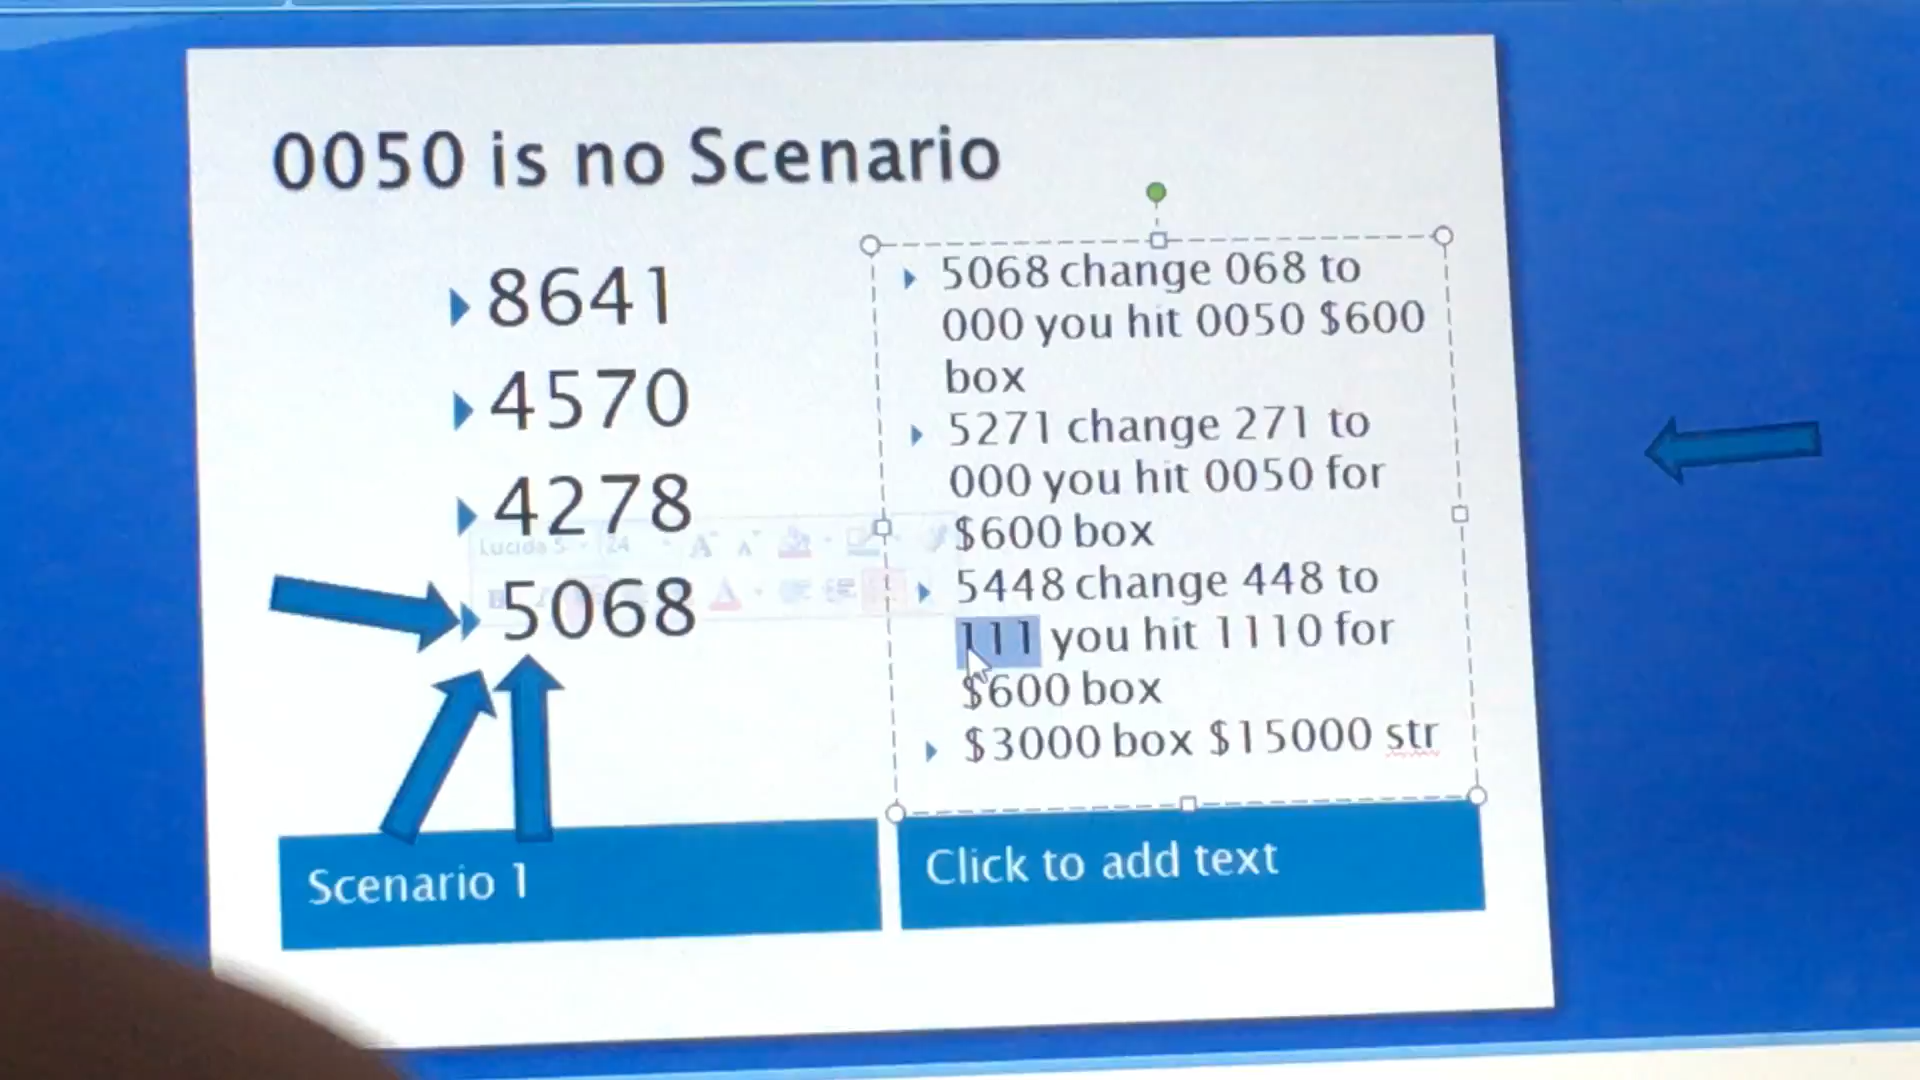 0050 is no Scenario
8641
4570
4278
5068
5068 change 068 to
000 you hit 0050 $600
box
5271 change 271 to
000 you hit 0050 for
$600 box
5448 change 448 to
111 you hit 1110 for
$600 box
$3000 box $15000 str
Lucida S 24
Scenario 1
Click to add text